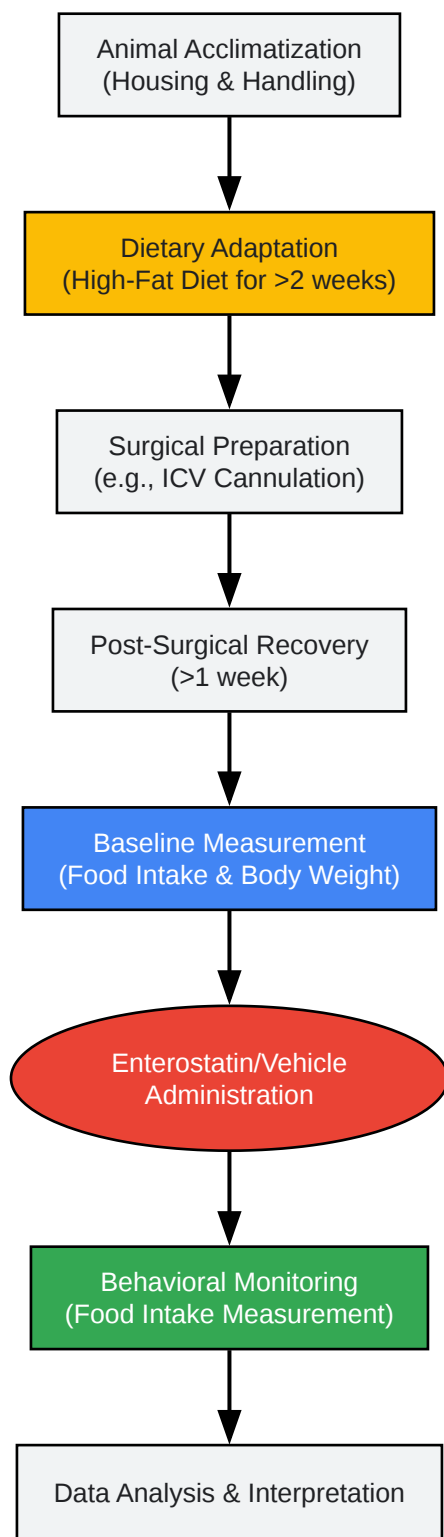 Animal Acclimatization
(Housing & Handling)
Dietary Adaptation
(High-Fat Diet for >2 weeks)
Surgical Preparation
(e.g., ICV Cannulation)
Post-Surgical Recovery
(>1 week)
Baseline Measurement
(Food Intake & Body Weight)
Enterostatin/Vehicle
Administration
Behavioral Monitoring
(Food Intake Measurement)
Data Analysis & Interpretation